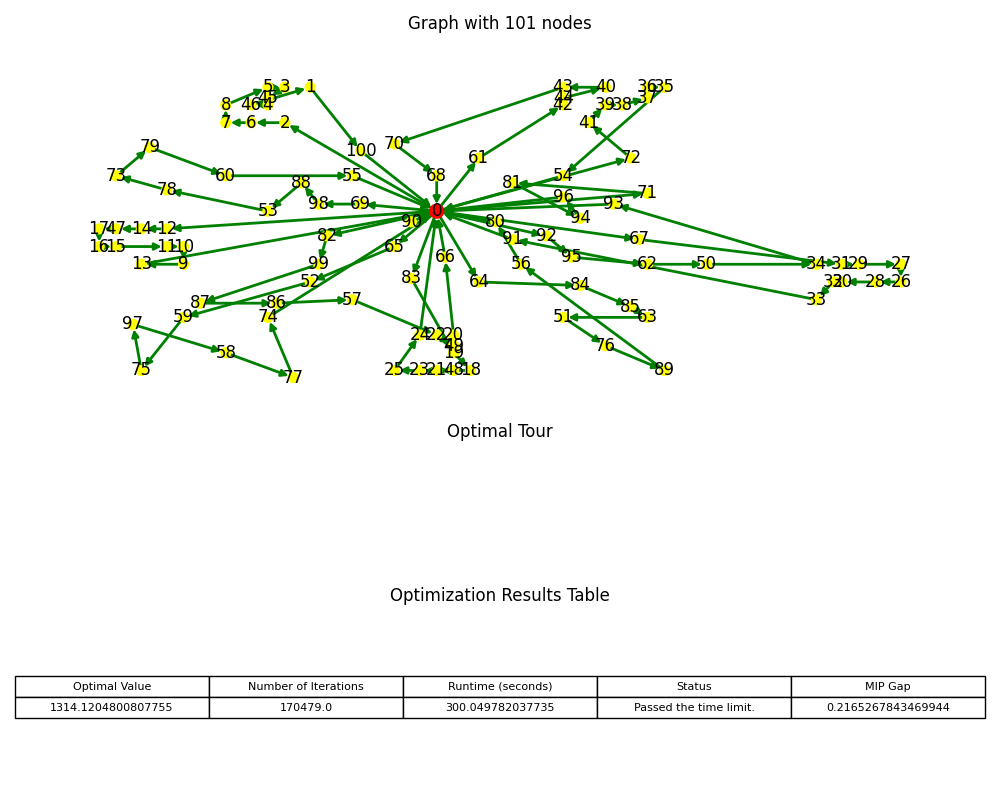 Graph with 101 nodes
5 3 1 43 40 36 35
8 45 46 4 44 42 39 38 37
7 6 2 41
79 100 70 61 72
73 60 55 68 54
78 88 81 71
53 98 69 0 96 93 94
17 47 14 12 82 90 80 92 67
16 15 11 10 65 91
13 9 99 66 56 95 62 50 34 31 29 27
52 83 64 84 30 28 26
87 86 57 33
59 74 85 51 63
97 24 22 20
58 49 19 76
75 77 25 23 21 48 18 89
Optimal Tour
Optimization Results Table
Optimal Value Number of Iterations Runtime (seconds) Status MIP Gap
1314.1204800807755 170479.0 300.049782037735 Passed the time limit. 0.2165267843469944